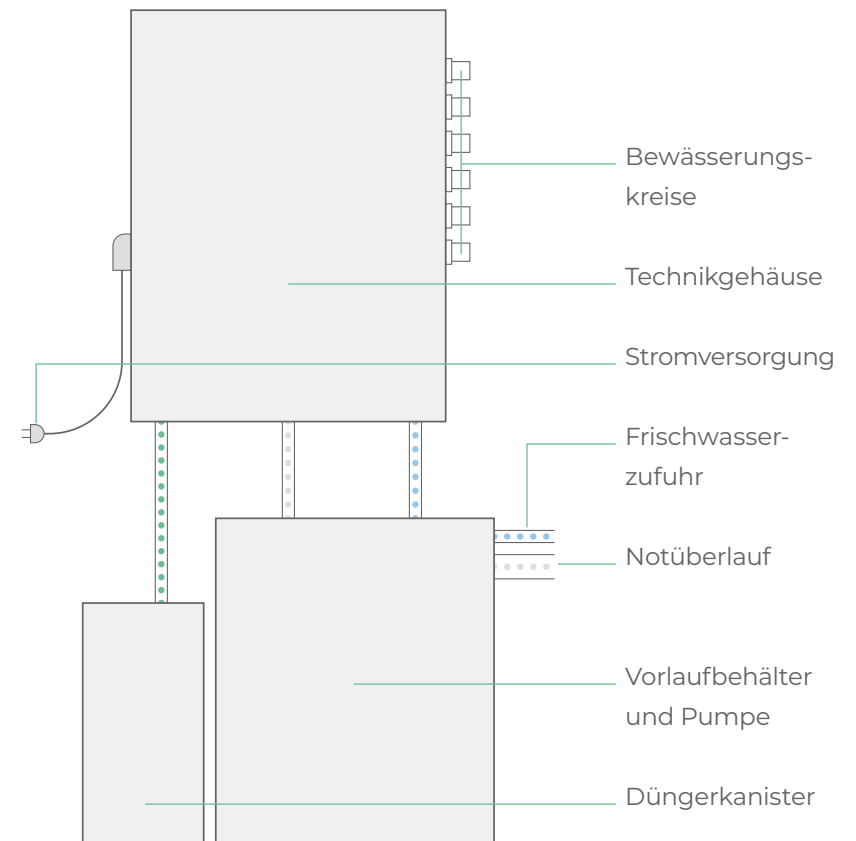 Bewässerungs-
kreise
Technikgehäuse
Stromversorgung
Frischwasser-
zufuhr
Notüberlauf
Vorlaufbehälter
und Pumpe
Düngerkanister